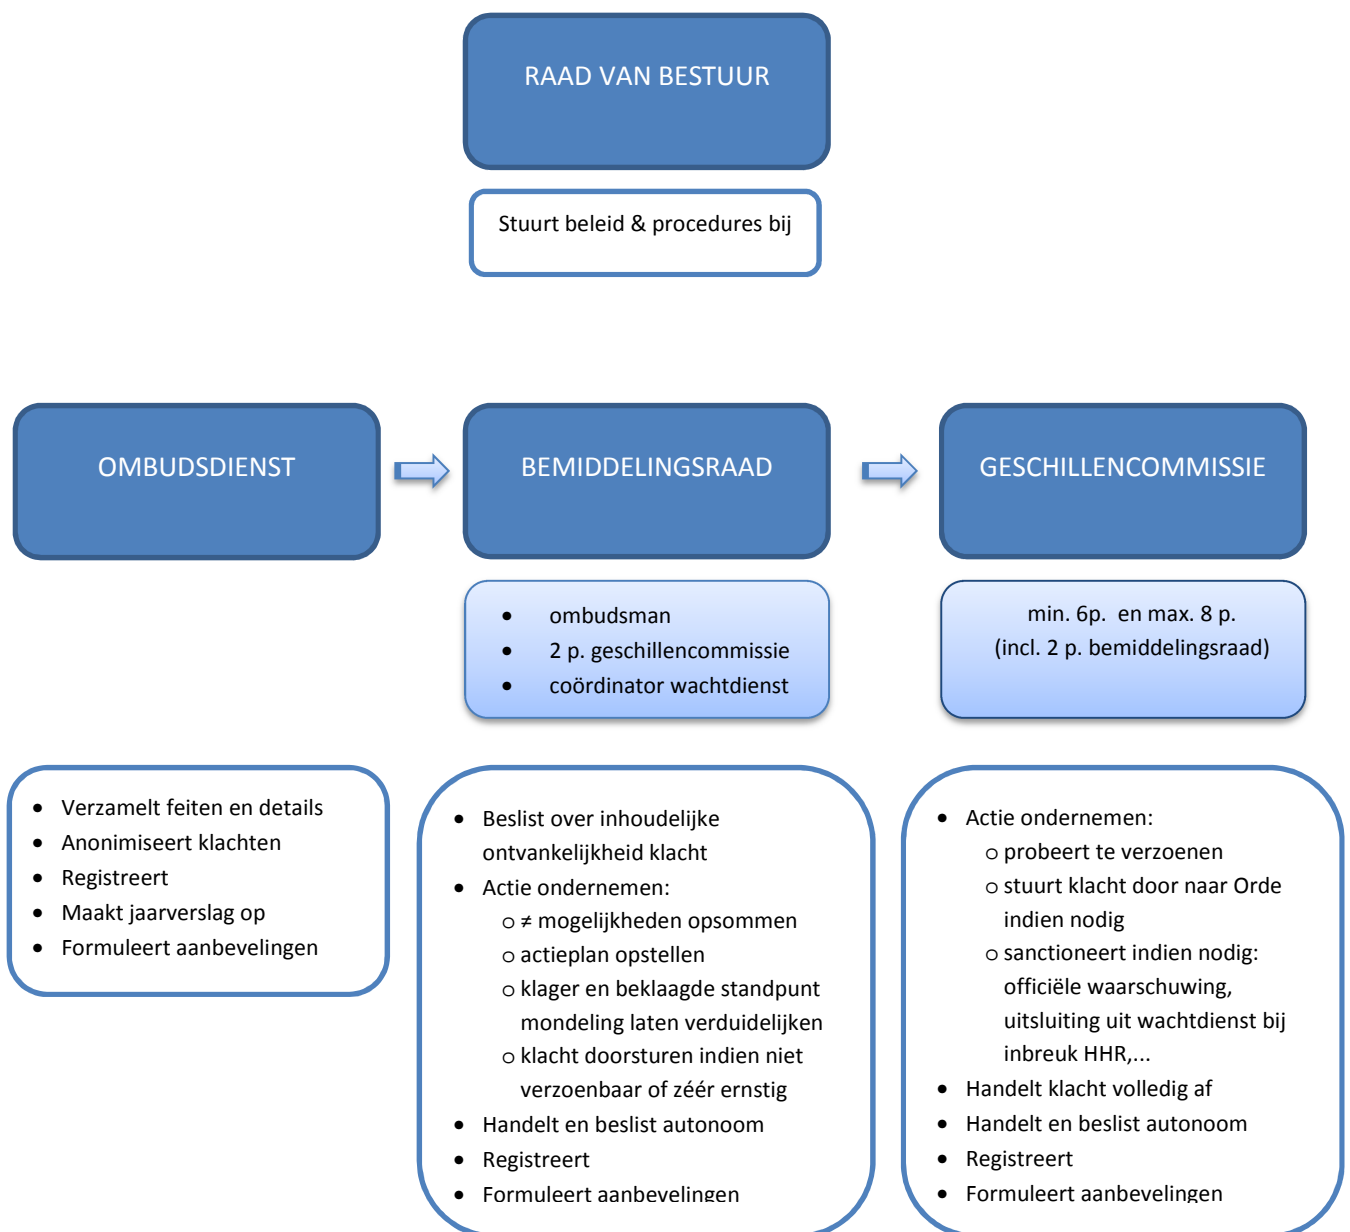 RAAD VAN BESTUUR
Stuurt beleid & procedures bij
OMBUDSDIENST
BEMIDDELINGSRAAD
GESCHILLENCOMMISSIE
• ombudsman
• 2 p. geschillencommissie
• coördinator wachtdienst
min. 6p. en max. 8 p.
(incl. 2 p. bemiddelingsraad)
• Verzamelt feiten en details
• Anonimiseert klachten
• Registreert
• Maakt jaarverslag op
• Formuleert aanbevelingen
• Beslist over inhoudelijke
ontvankelijkheid klacht
• Actie ondernemen:
o ≠ mogelijkheden opsommen
o actieplan opstellen
o klager en beklaagde standpunt
mondeling laten verduidelijken
o klacht doorsturen indien niet
verzoenbaar of zéér ernstig
• Handelt en beslist autonoom
• Registreert
• Formuleert aanbevelingen
• Actie ondernemen:
o probeert te verzoenen
o stuurt klacht door naar Orde
indien nodig
o sanctioneert indien nodig:
officiële waarschuwing,
uitsluiting uit wachtdienst bij
inbreuk HHR,...
• Handelt klacht volledig af
• Handelt en beslist autonoom
• Registreert
• Formuleert aanbevelingen